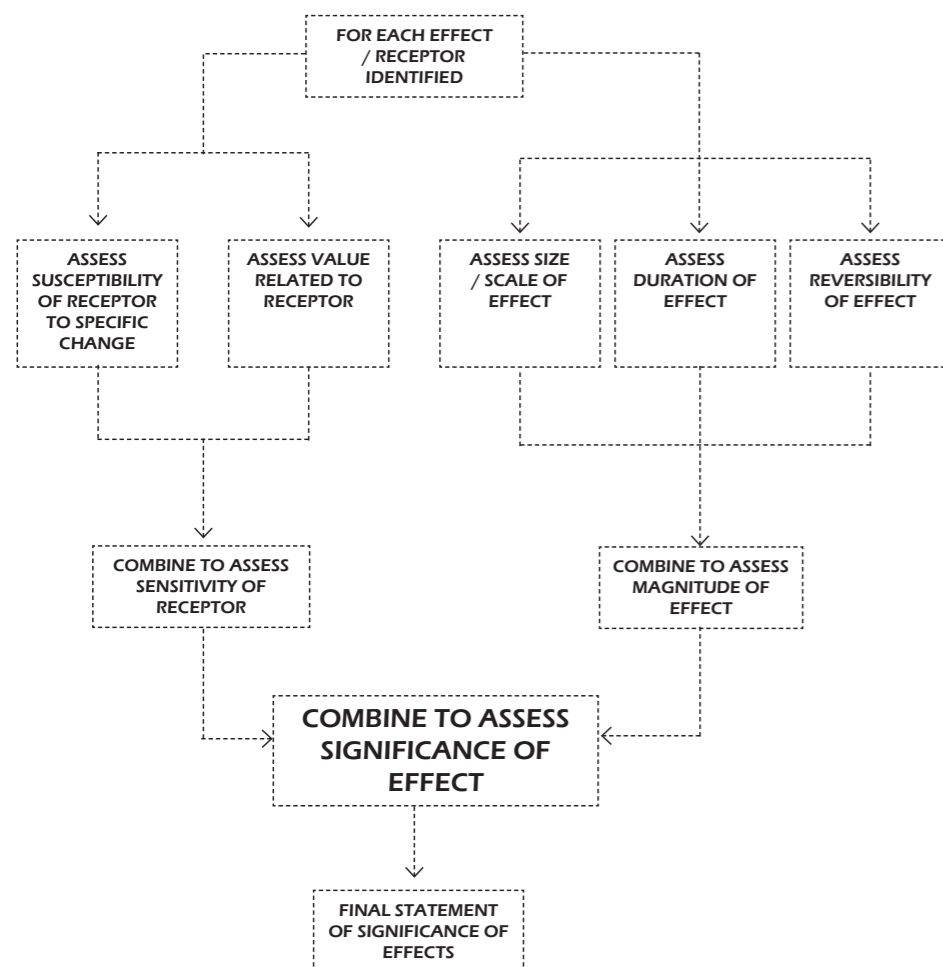 FOR EACH EFFECT
/ RECEPTOR
IDENTIFIED
ASSESS
SUSCEPTIBILITY
OF RECEPTOR
TO SPECIFIC
CHANGE
ASSESS VALUE
RELATED TO
RECEPTOR
ASSESS SIZE
/ SCALE OF
EFFECT
ASSESS
DURATION OF
EFFECT
ASSESS
REVERSIBILITY
OF EFFECT
COMBINE TO ASSESS
SENSITIVITY OF
RECEPTOR
COMBINE TO ASSESS
MAGNITUDE OF
EFFECT
COMBINE TO ASSESS
SIGNIFICANCE OF
EFFECT
FINAL STATEMENT
OF SIGNIFICANCE OF
EFFECTS